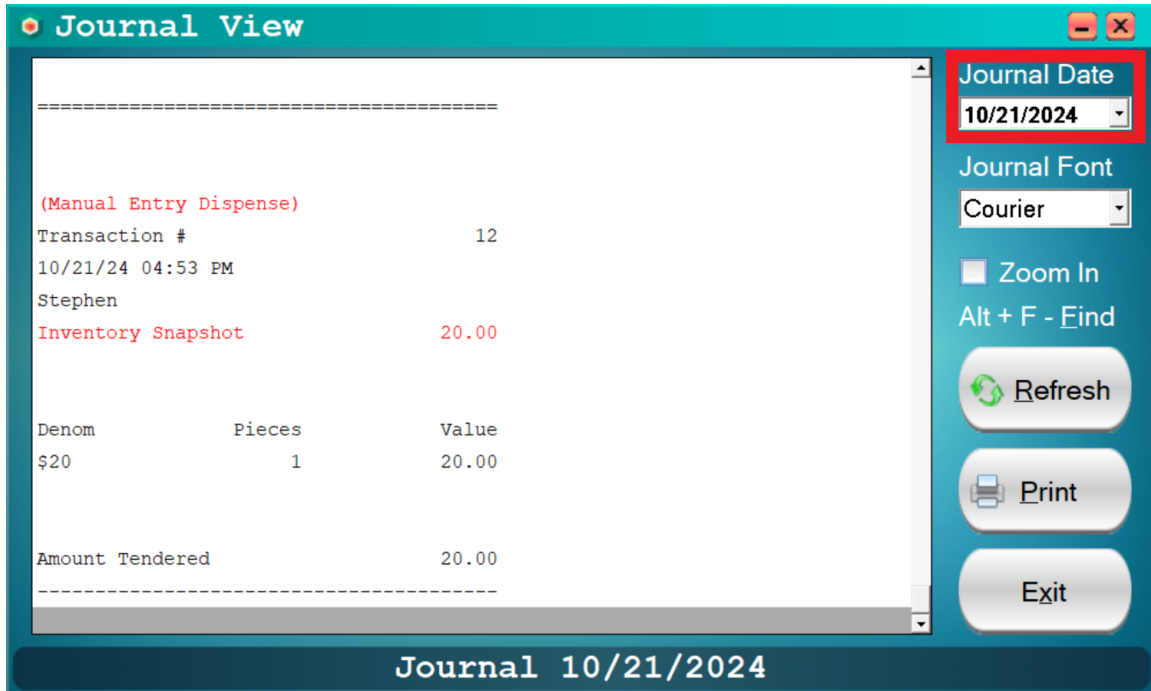 Journal View
========================================
(Manual Entry Dispense)
Transaction # 12
10/21/24 04:53 PM
Stephen
Inventory Snapshot 20.00
Denom Pieces Value
$20 1 20.00
Amount Tendered 20.00
----------------------------------------
Journal Date
10/21/2024
Journal Font
Courier
Zoom In
Alt + F - Find
Refresh
Print
Exit
Journal 10/21/2024